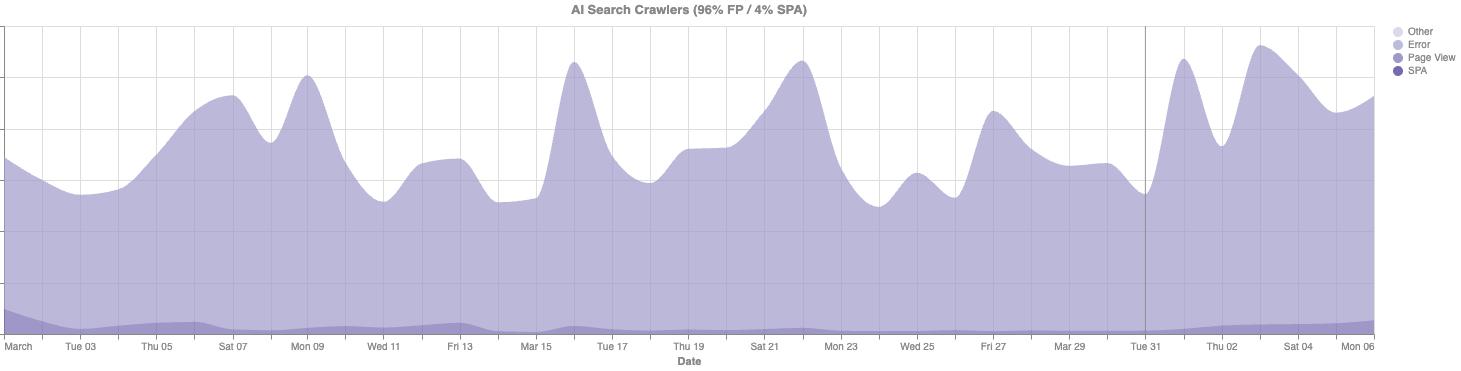 AI Search Crawlers (96% FP / 4% SPA)
Other
Error
Page View
SPA
March Tue 03 Thu 05 Sat 07 Mon 09 Wed 11 Fri 13 Mar 15 Tue 17 Thu 19 Sat 21 Mon 23 Wed 25 Fri 27 Mar 29 Tue 31 Thu 02 Sat 04 Mon 06
Date